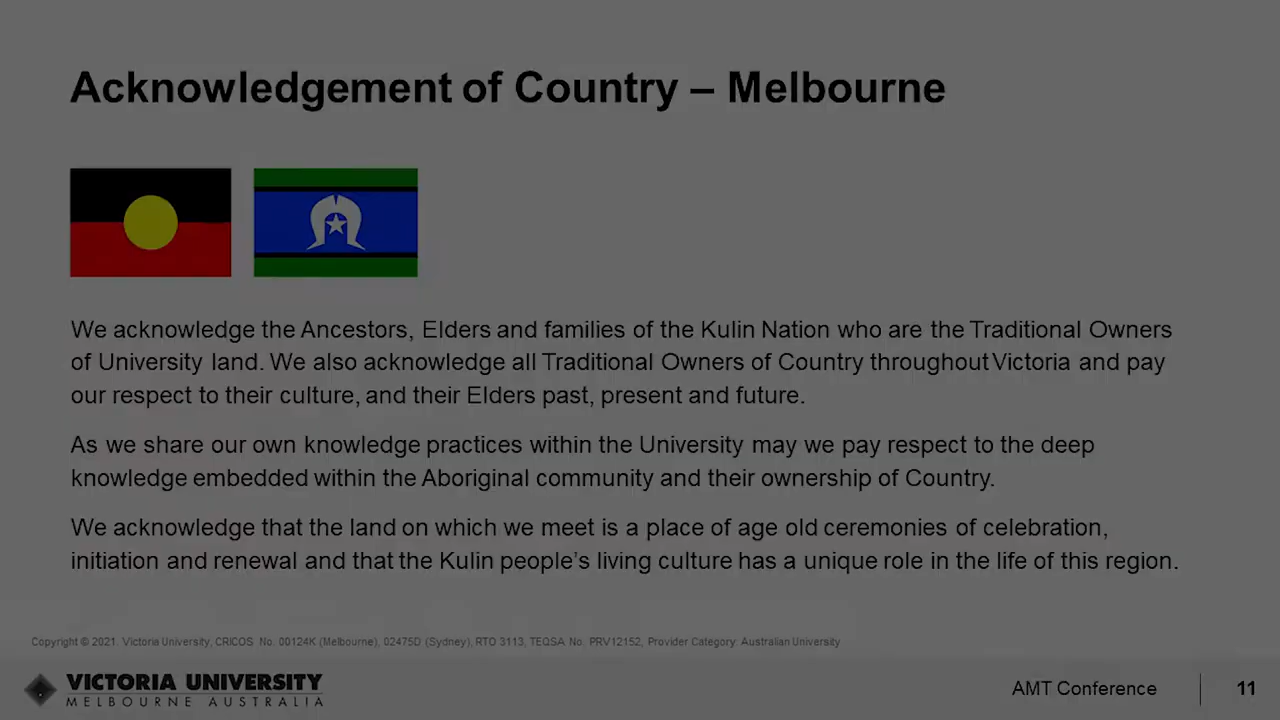 Acknowledgement of Country – Melbourne
We acknowledge the Ancestors, Elders and families of the Kulin Nation who are the Traditional Owners
of University land. We also acknowledge all Traditional Owners of Country throughout Victoria and pay
our respect to their culture, and their Elders past, present and future.
As we share our own knowledge practices within the University may we pay respect to the deep
knowledge embedded within the Aboriginal community and their ownership of Country.
We acknowledge that the land on which we meet is a place of age old ceremonies of celebration,
initiation and renewal and that the Kulin people's living culture has a unique role in the life of this region.
Copyright © 2021 Victoria University, CRICOS No. 00124K (Melbourne), 02475D (Sydney), RTO 3113, TEQSA No. PRV12152, Provider Category: Australian University
VICTORIA UNIVERSITY
MELBOURNE AUSTRALIA
AMT Conference
11